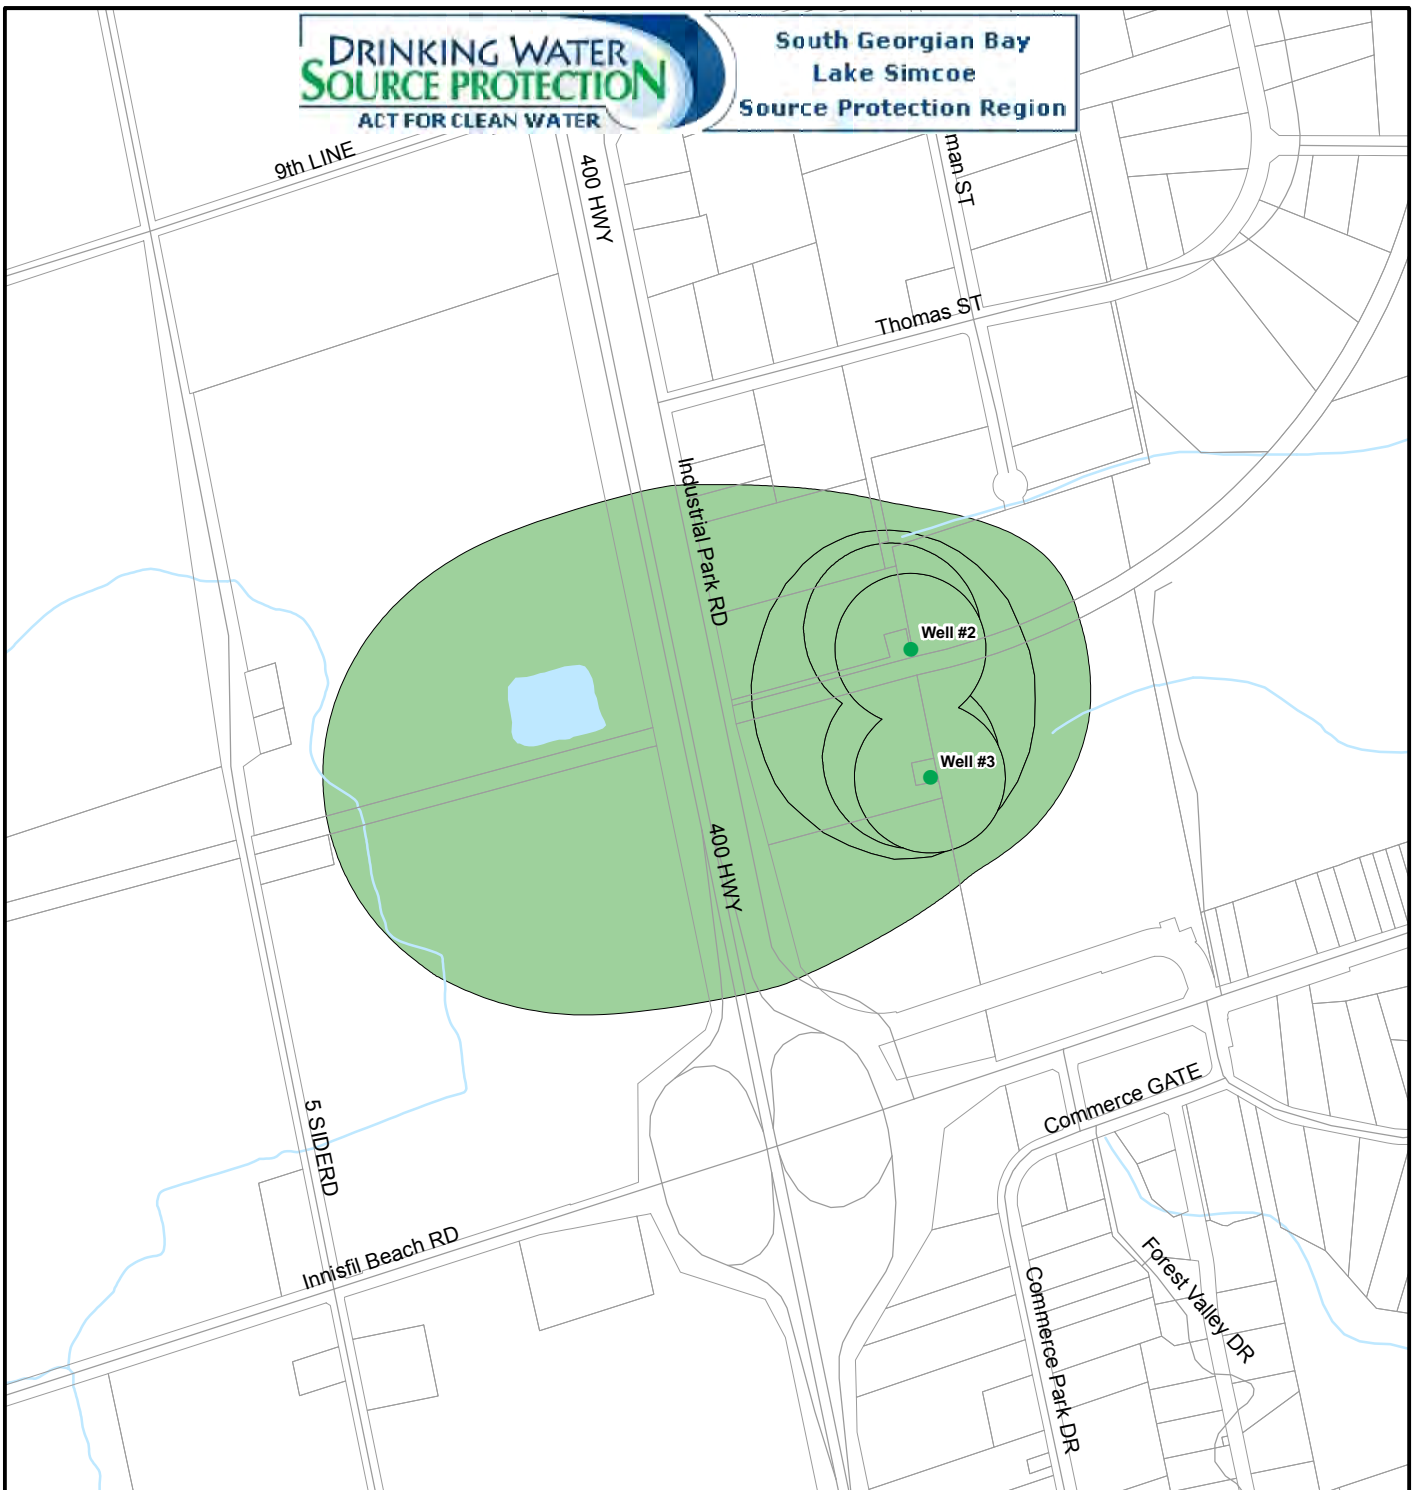 DRINKING WATER
SOURCE PROTECTION
ACT FOR CLEAN WATER
South Georgian Bay
Lake Simcoe
Source Protection Region
9th LINE
400 HWY
man ST
Thomas ST
Industrial Park RD
Well #2
Well #3
400 HWY
5 SIDERD
Commerce GATE
Innisfil Beach RD
Forest Valley DR
Commerce Park DR